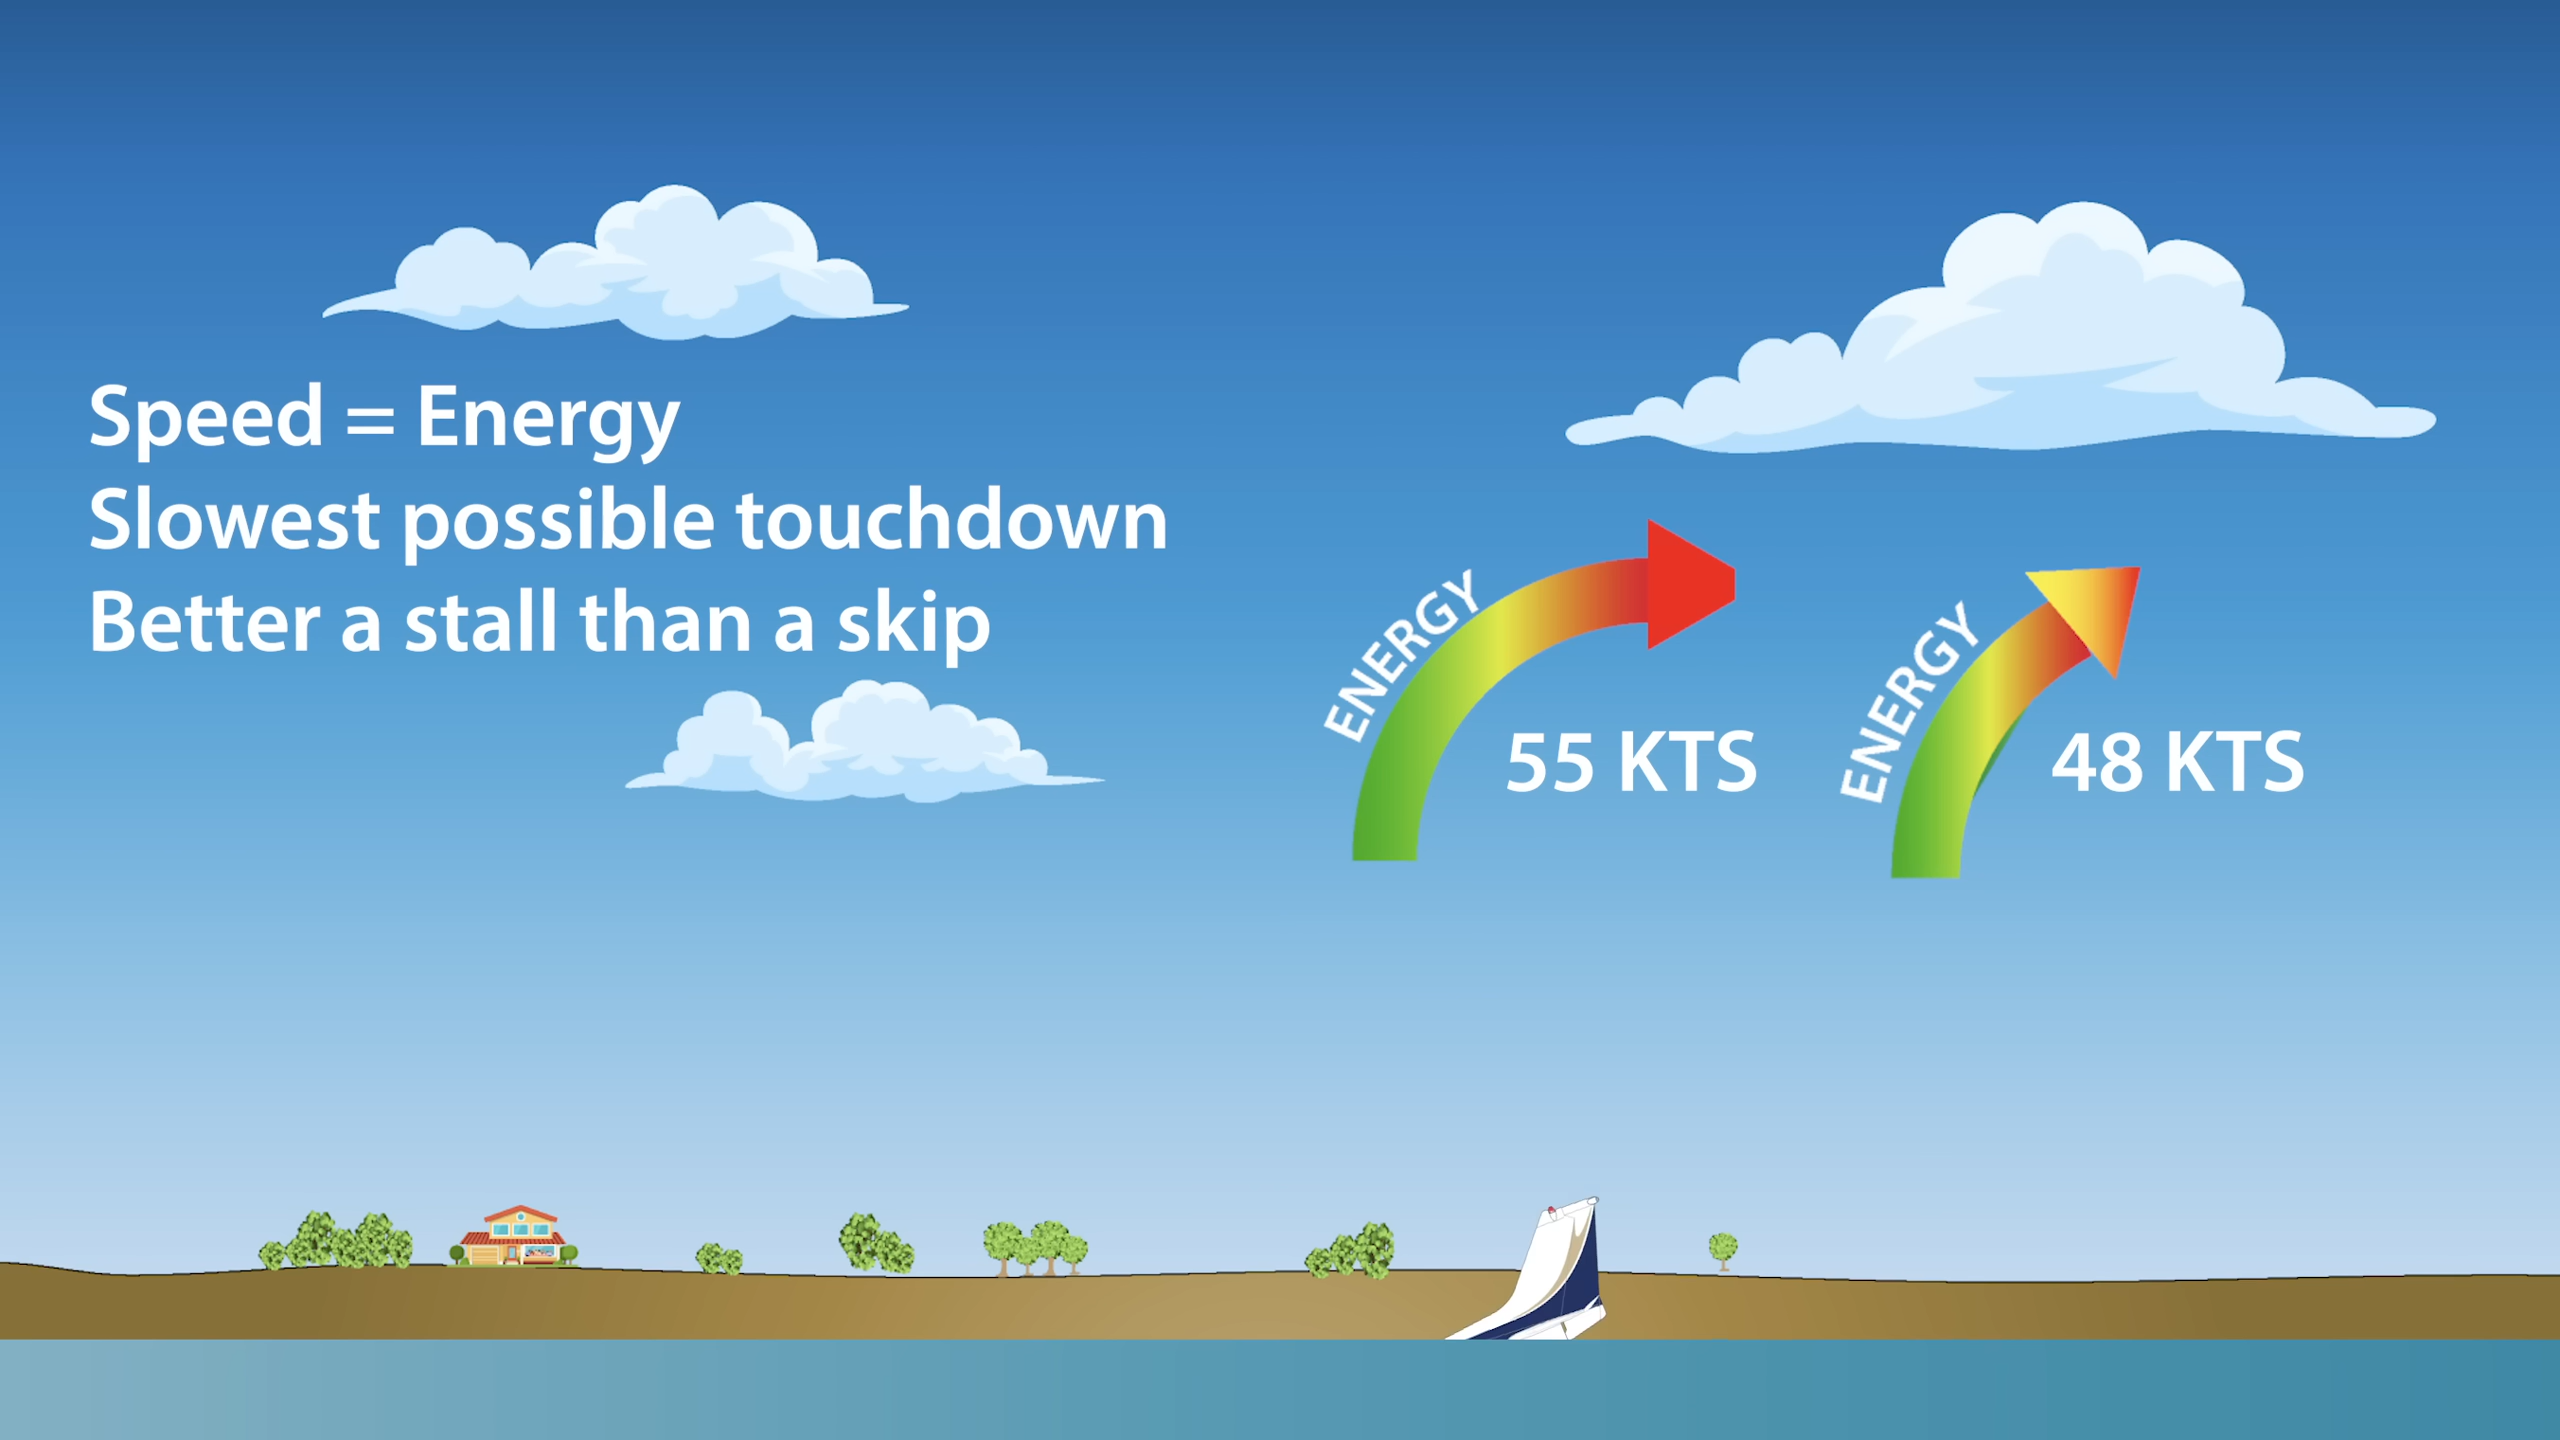 Speed = Energy
Slowest possible touchdown
Better a stall than a skip
ENERGY
55 KTS
ENERGY
48 KTS